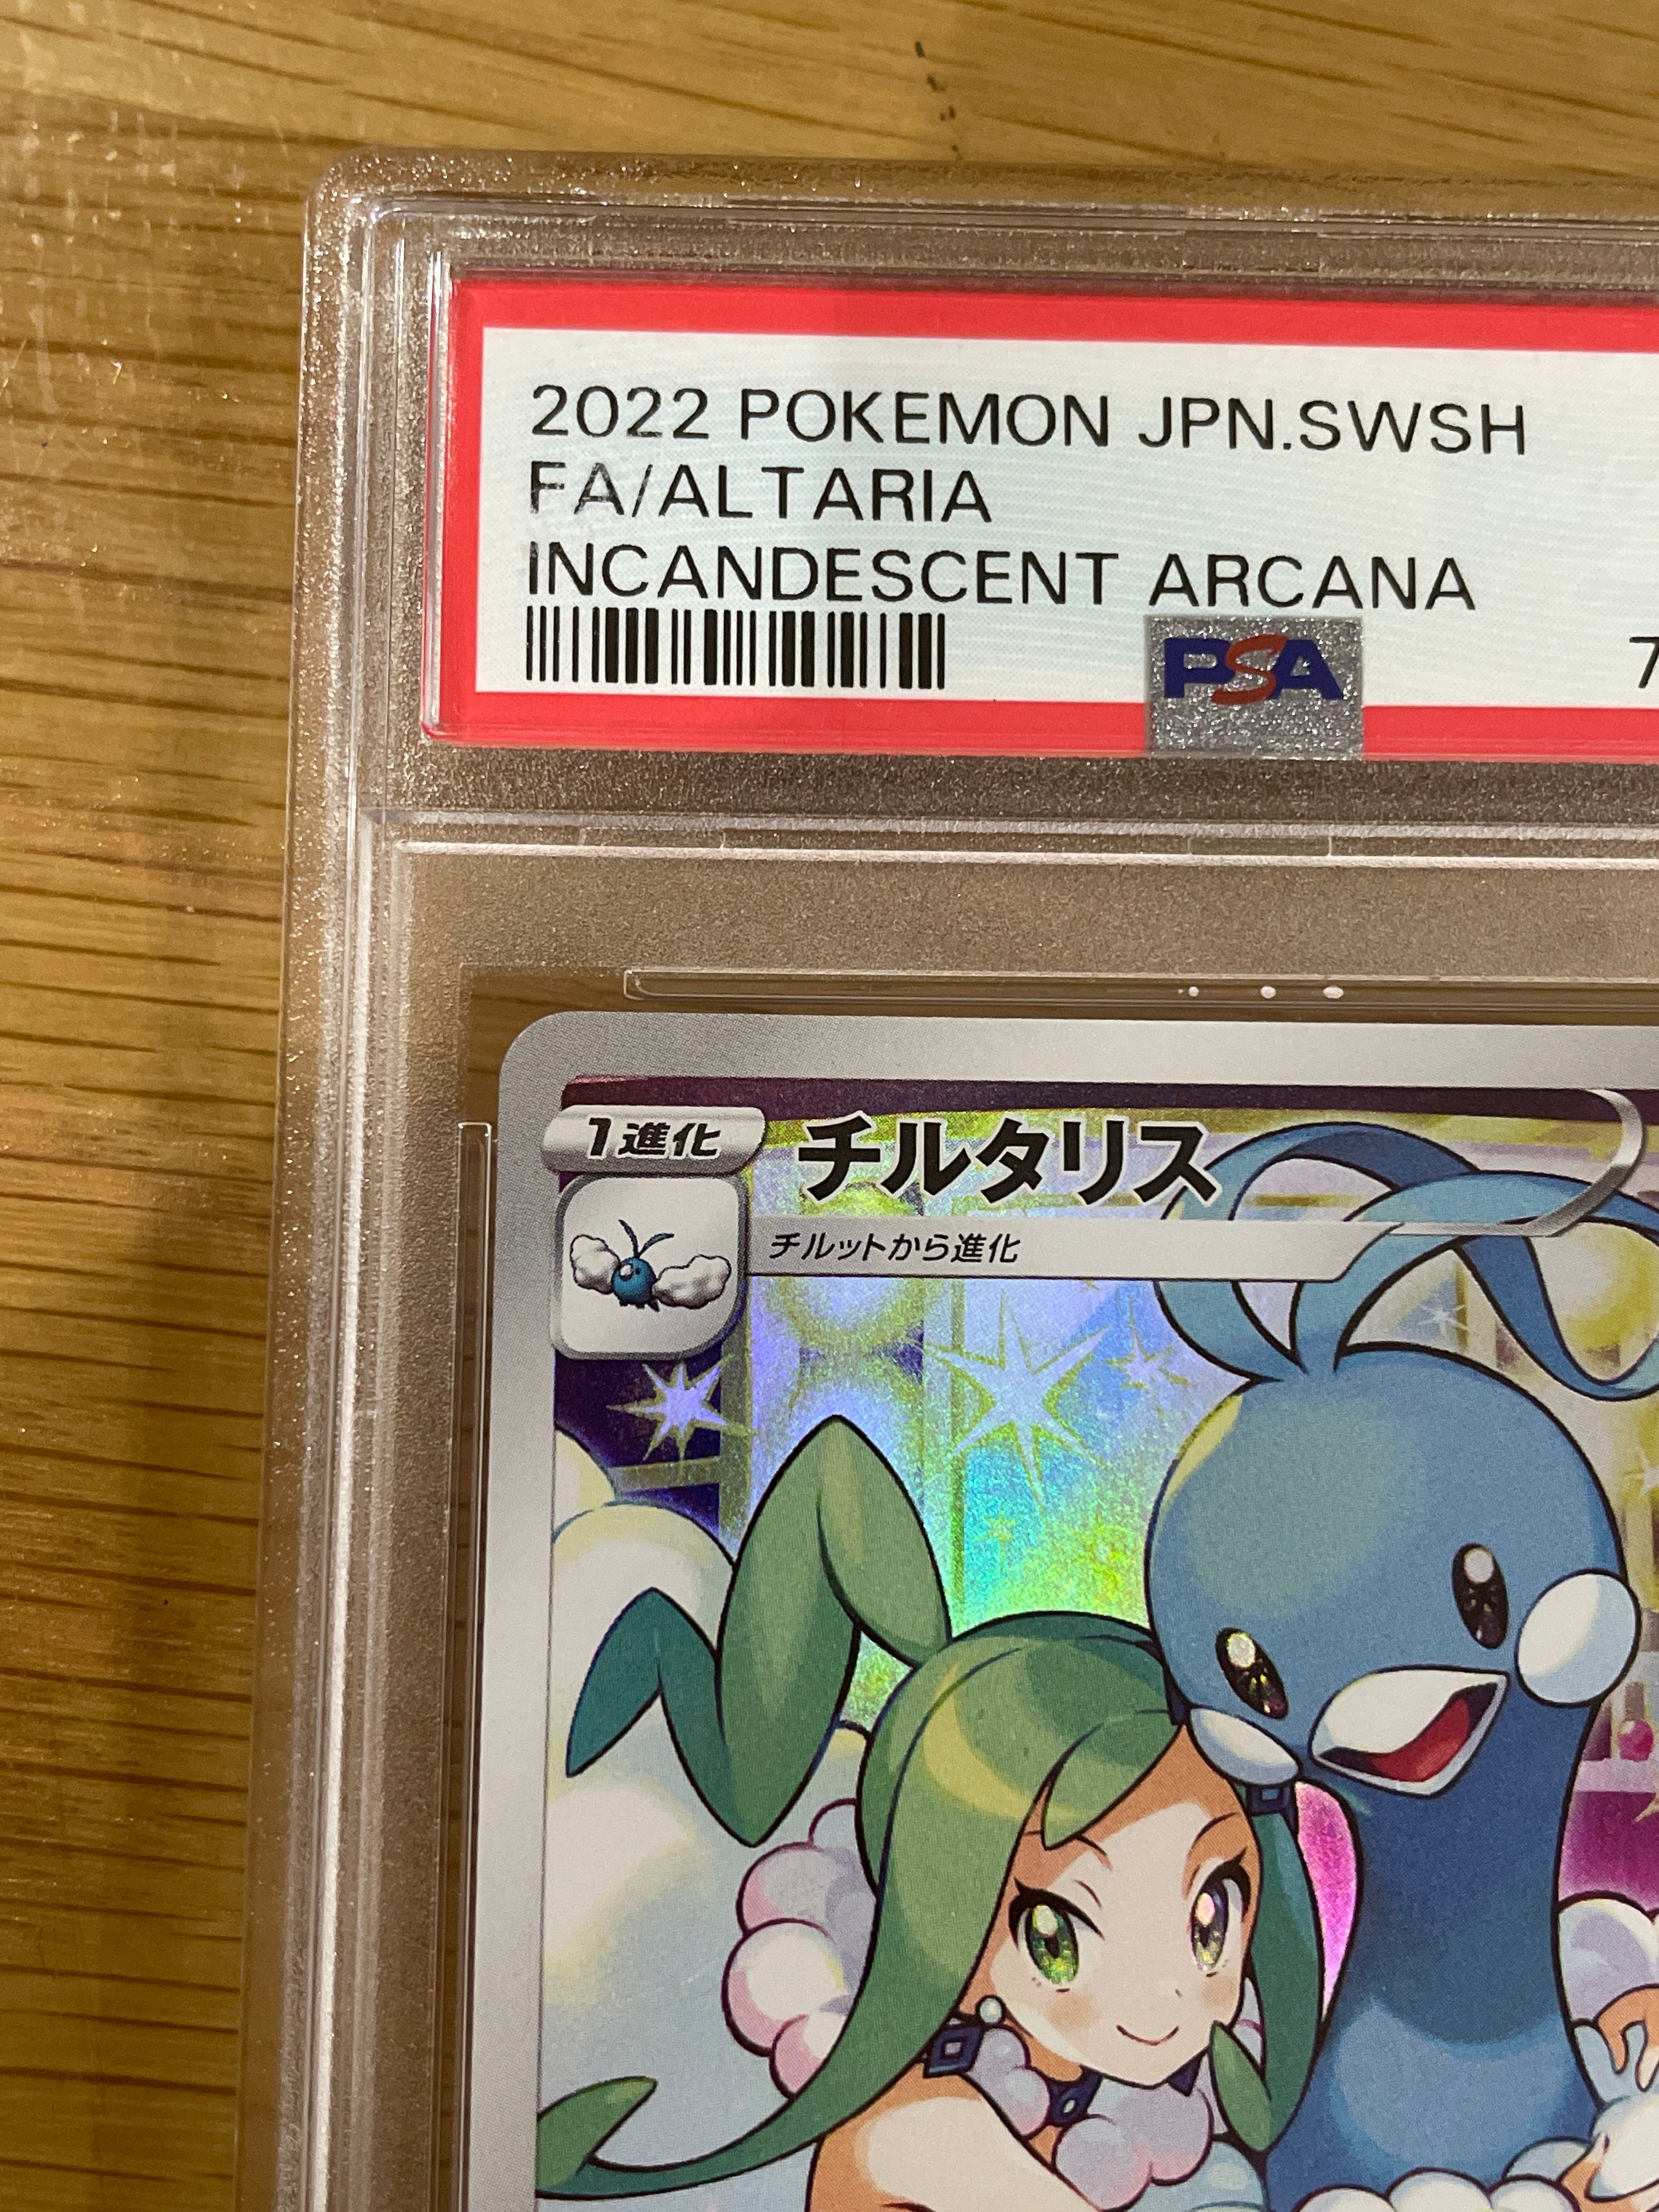 2022 POKEMON JPN.SWSH
FA/ALTARIA
INCANDESCENT ARCANA
PSA
7
1進化
チルタリス
チルットから進化